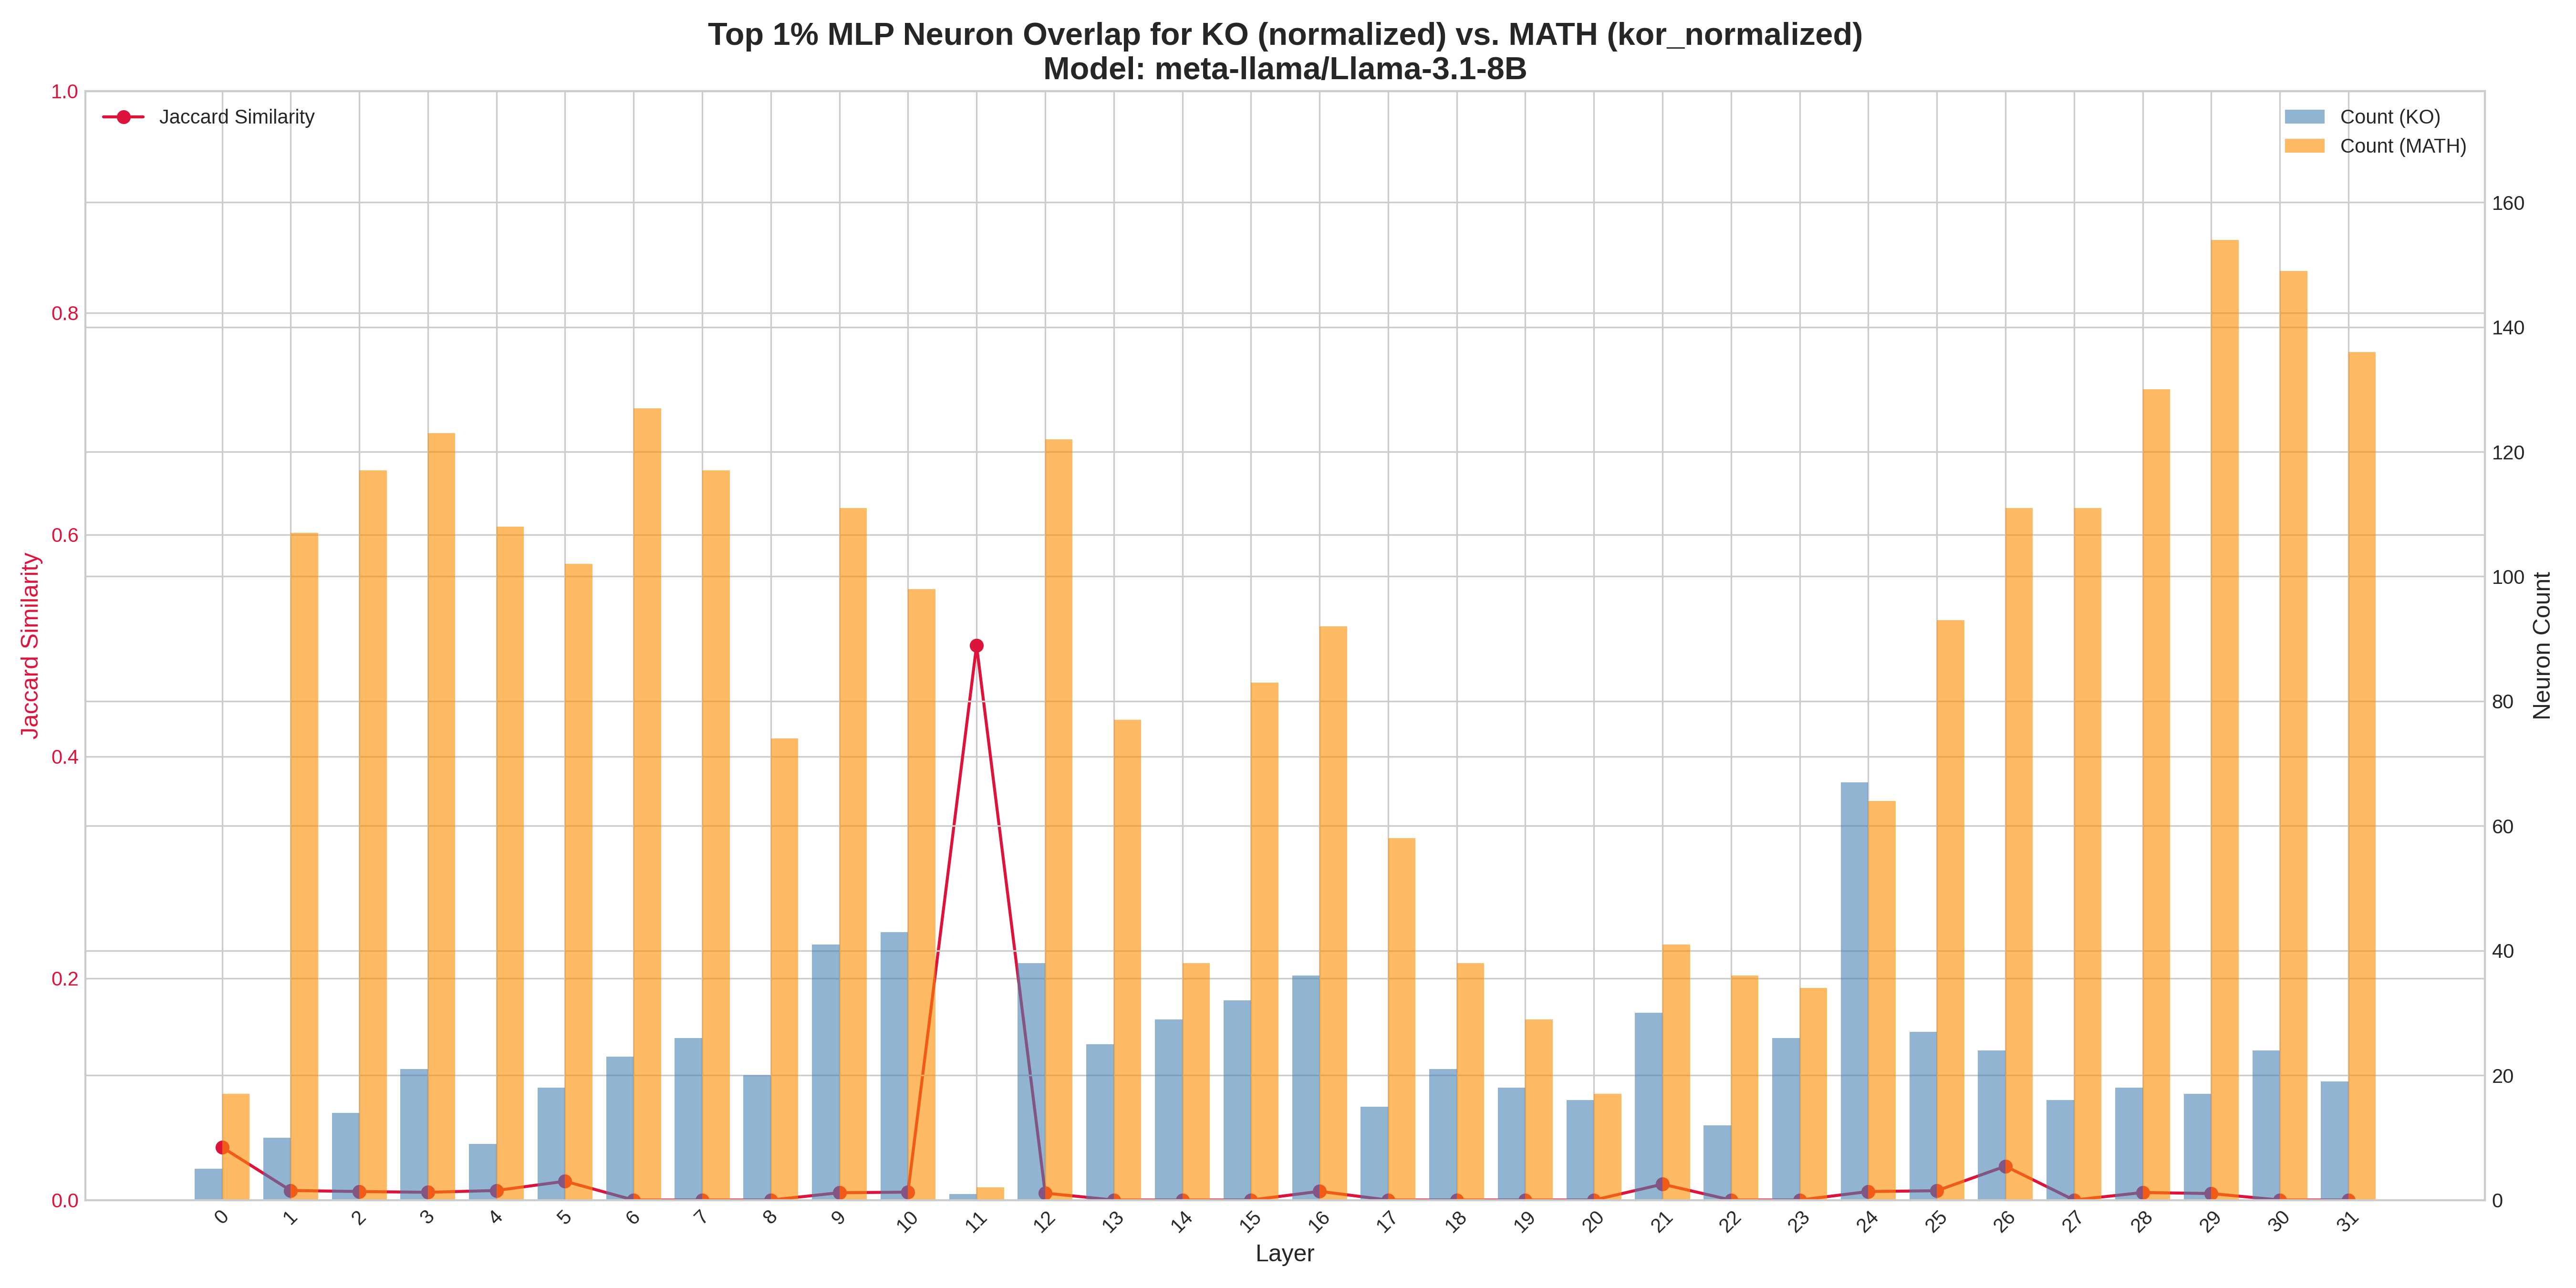 Top 1% MLP Neuron Overlap for KO (normalized) vs. MATH (kor_normalized)
Model: meta-llama/Llama-3.1-8B
Jaccard Similarity
Count (KO)
Count (MATH)
1.0
0.8
0.6
0.4
0.2
0.0
Jaccard Similarity
160
140
120
100
80
60
40
20
0
Neuron Count
0 1 2 3 4 5 6 7 8 9 10 11 12 13 14 15 16 17 18 19 20 21 22 23 24 25 26 27 28 29 30 31
Layer